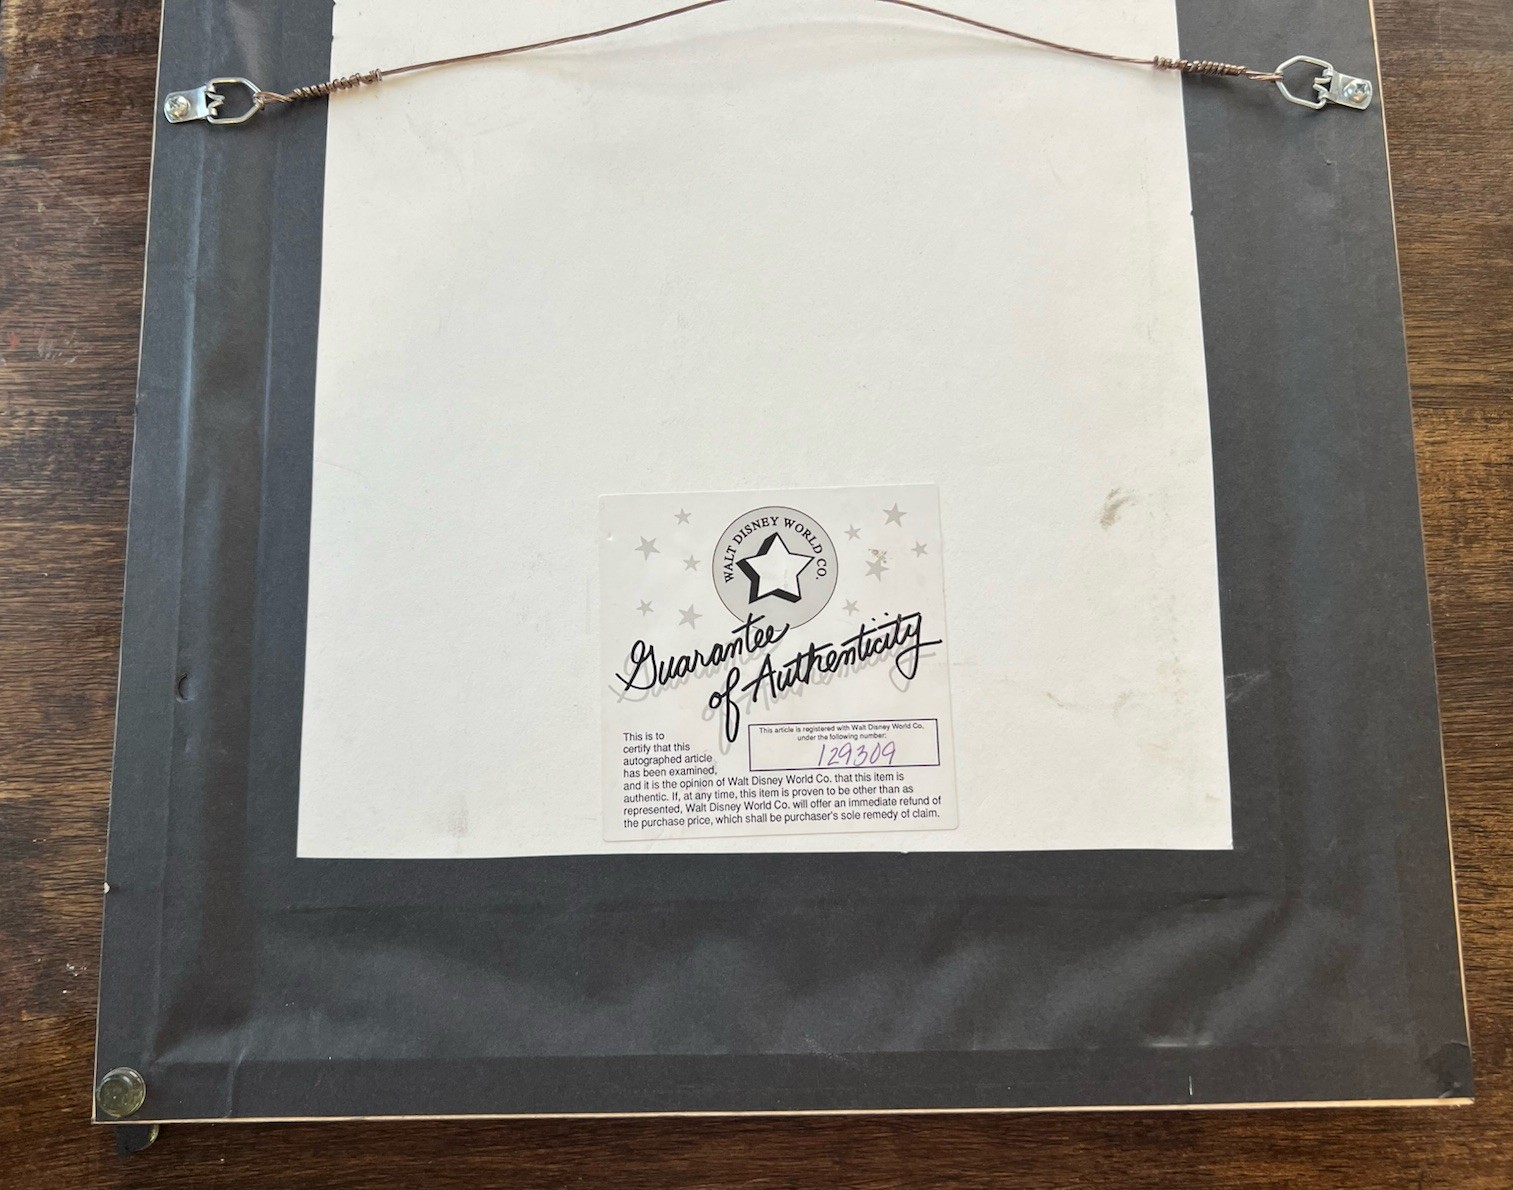 WALT DISNEY WORLD CO.
Guarantee
of Authenticity
This article is registered with Walt Disney World Co.
under the following number:
129309
This is to
certify that this
autographed article
has been examined,
and it is the opinion of Walt Disney World Co. that this item is
authentic. If, at any time, this item is proven to be other than as
represented, Walt Disney World Co. will offer an immediate refund of
the purchase price, which shall be purchaser's sole remedy of claim.